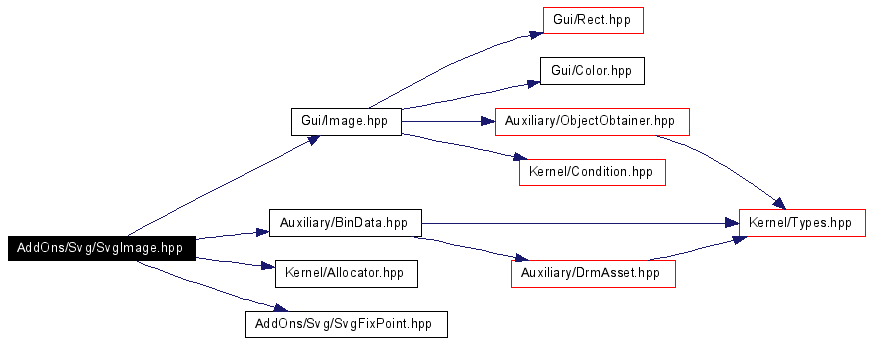 Gui/Rect.hpp
Gui/Color.hpp
Gui/Image.hpp
Auxiliary/ObjectObtainer.hpp
Kernel/Condition.hpp
Auxiliary/BinData.hpp
Kernel/Types.hpp
AddOns/Svg/SvgImage.hpp
Kernel/Allocator.hpp
Auxiliary/DrmAsset.hpp
AddOns/Svg/SvgFixPoint.hpp